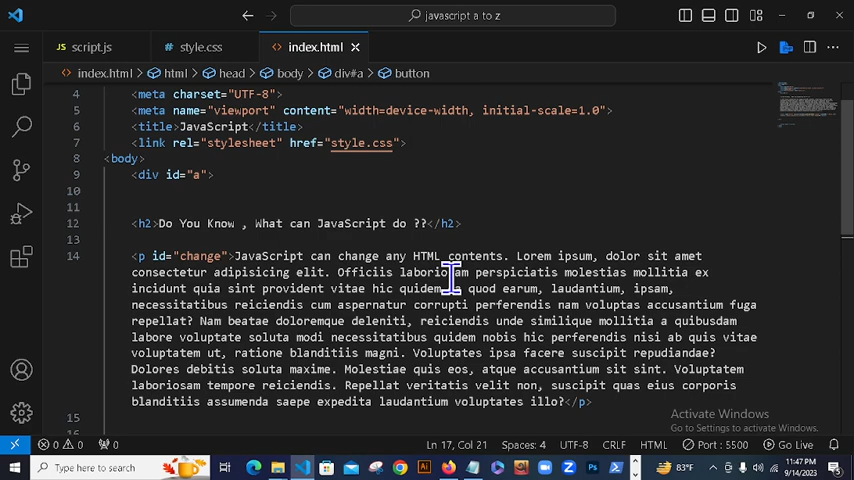 javascript a to z
script.js style.css index.html
index.html html head body div#a button
4 <meta charset="UTF-8">
5 <meta name="viewport" content="width=device-width, initial-scale=1.0">
6 <title>JavaScript</title>
7 <link rel="stylesheet" href="style.css">
8 <body>
9 <div id="a">
10
11
12 <h2>Do You Know , What can JavaScript do ??</h2>
13
14 <p id="change">JavaScript can change any HTML contents. Lorem ipsum, dolor sit amet
consectetur adipisicing elit. Officiis laboriosam perspiciatis molestias mollitia ex
incidunt quia sint provident vitae hic quidem quod earum, laudantium, ipsam,
necessitatibus reiciendis cum aspernatur corrupti perferendis nam voluptas accusantium fuga
repellat? Nam beatae doloremque deleniti, reiciendis unde similique mollitia a quibusdam
labore voluptate soluta modi necessitatibus quidem nobis hic perferendis nisi ab quis vitae
voluptatem ut, ratione blanditiis magni. Voluptates ipsa facere suscipit repudiandae?
Dolores debitis soluta maxime. Molestiae quis eos, atque accusantium sit sint. Voluptatem
laboriosam tempore reiciendis. Repellat veritatis velit non, suscipit quas eius corporis
blanditiis assumenda saepe expedita laudantium voluptates illo?</p>
15
Activate Windows
Go to Settings to activate Windows.
0 0 0 Ln 17, Col 21 Spaces: 4 UTF-8 CRLF HTML Port : 5500 Go Live
Type here to search 83°F 11:47 PM
9/14/2023